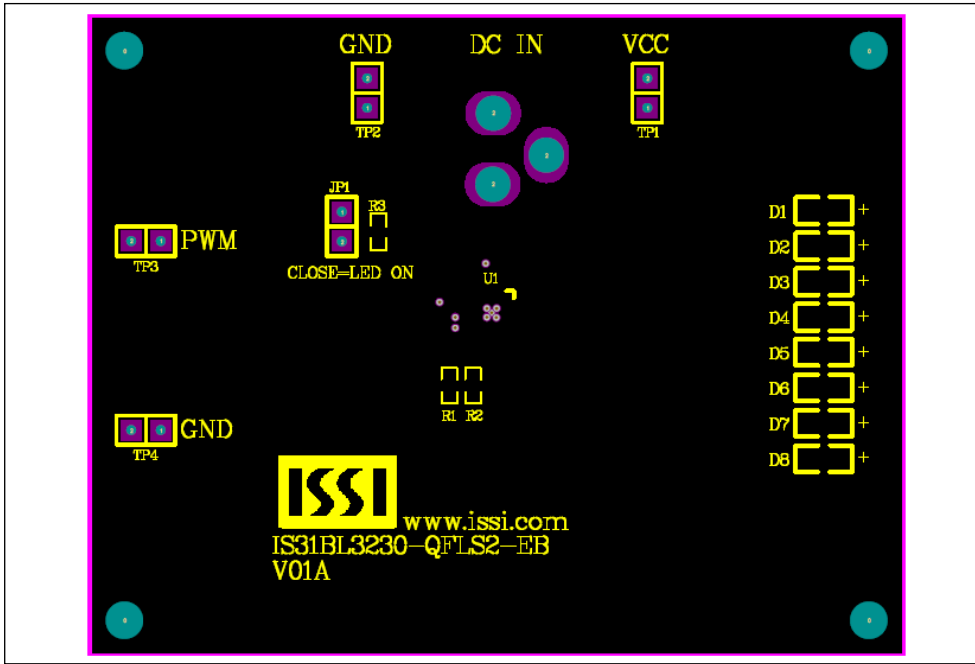 GND
DC IN
VCC
TP2
TP1
JP1
R3
PWM
TP3
CLOSE=LED ON
U1
D1 +
D2 +
D3 +
D4 +
D5 +
D6 +
D7 +
D8 +
R1 R2
GND
TP4
ISSI
www.issi.com
IS31BL3230-QFLS2-EB
V01A